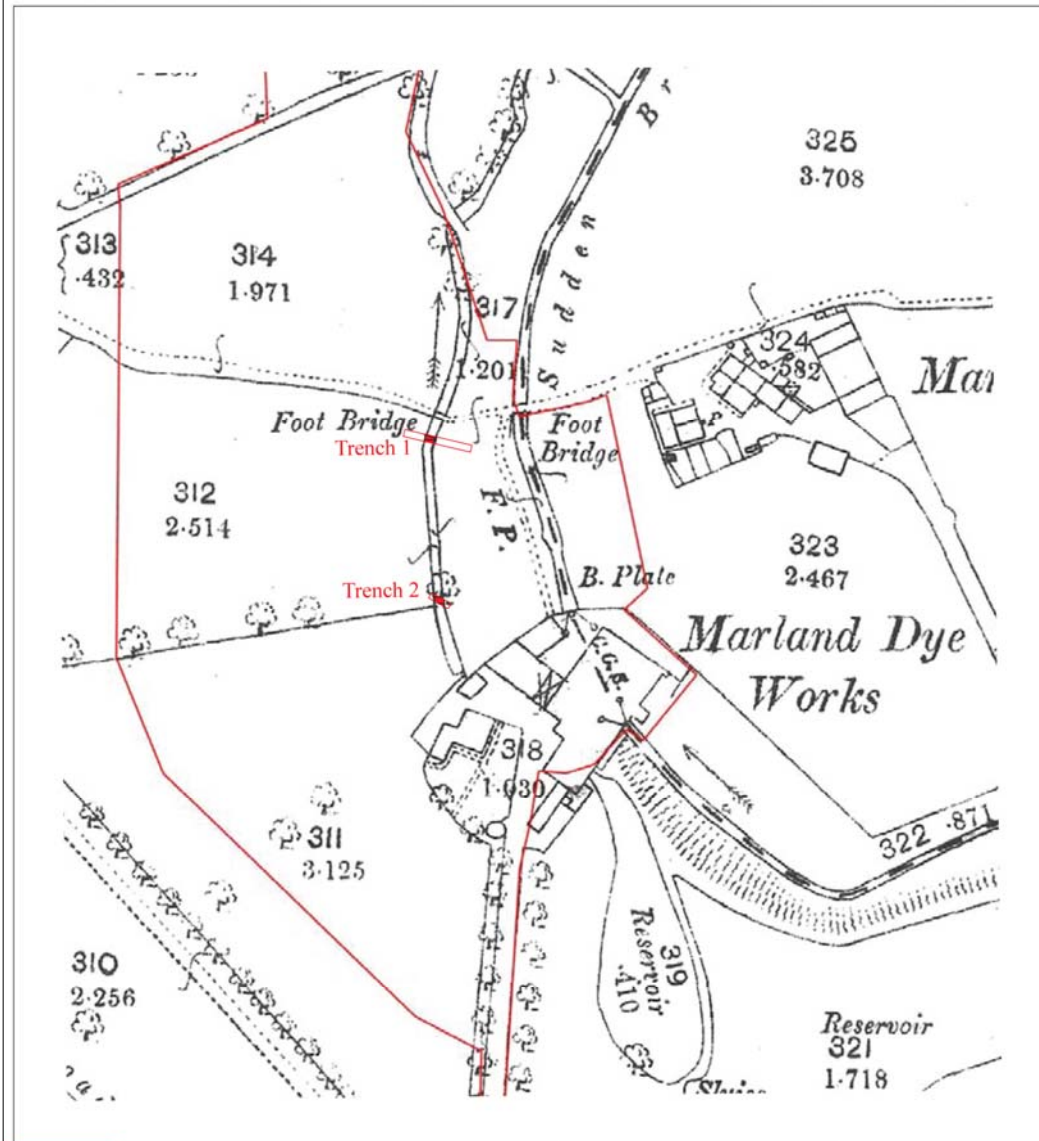 325
3.708
313
.432
314
1.971
317
1.201
Sudden
Br
324
.582
Mar
Foot Bridge
Trench 1
Foot
Bridge
P
312
2.514
F. P.
323
2.467
B. Plate
Trench 2
Marland Dye
Works
318
1.030
322 .871
311
3.125
310
2.256
Reservoir
319
.410
Reservoir
321
1.718